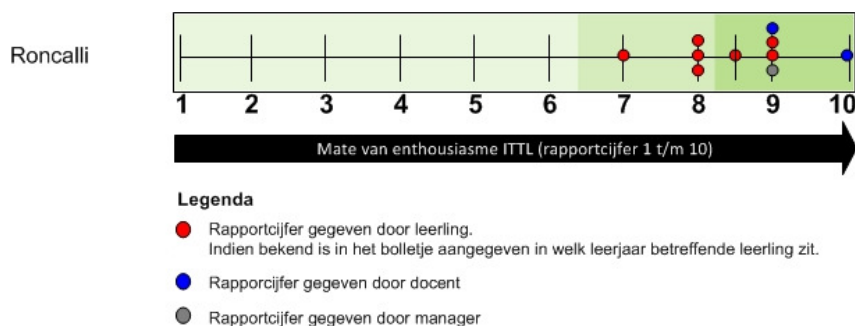 Roncalli
1 2 3 4 5 6 7 8 9 10
Mate van enthousiasme ITTL (rapportcijfer 1 t/m 10)
Legenda
Rapportcijfer gegeven door leerling.
Indien bekend is in het bolletje aangegeven in welk leerjaar betreffende leerling zit.
Rapporcijfer gegeven door docent
Rapportcijfer gegeven door manager